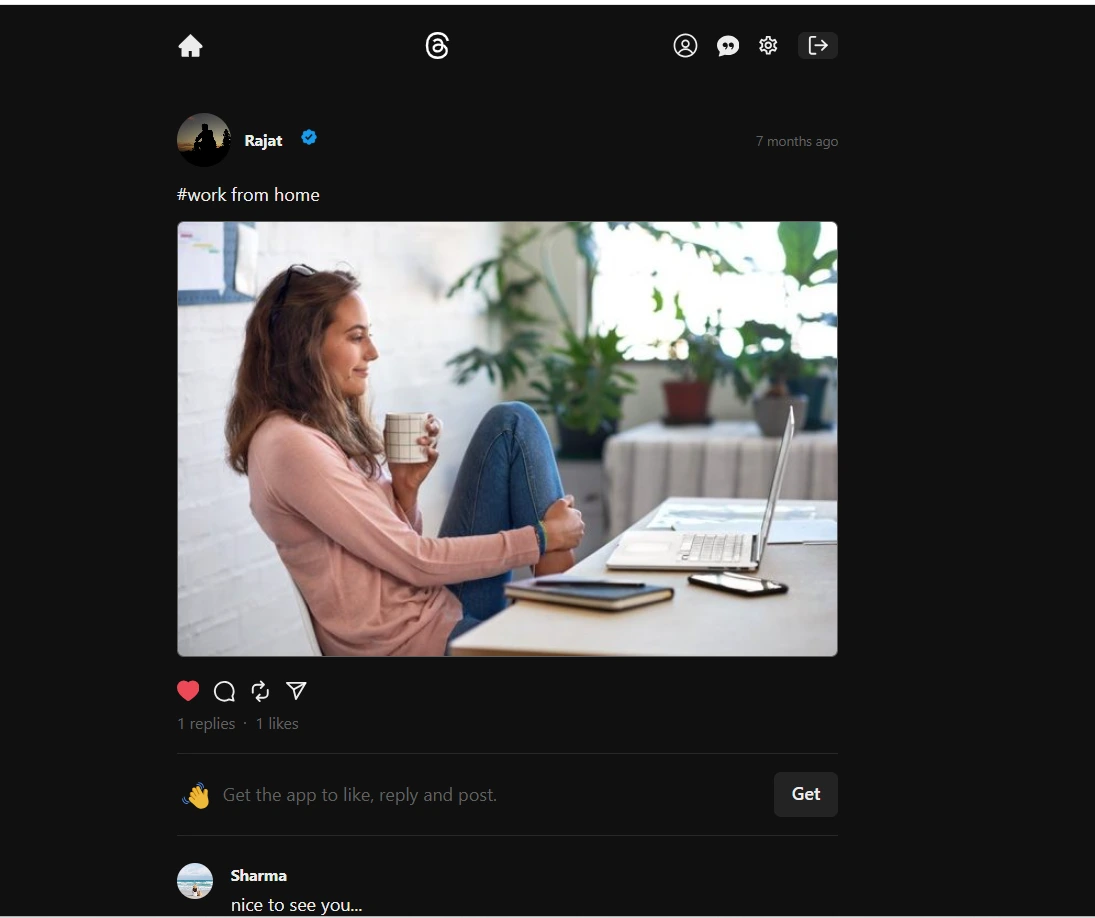 Rajat
7 months ago
#work from home
1 replies · 1 likes
Get the app to like, reply and post.
Get
Sharma
nice to see you...